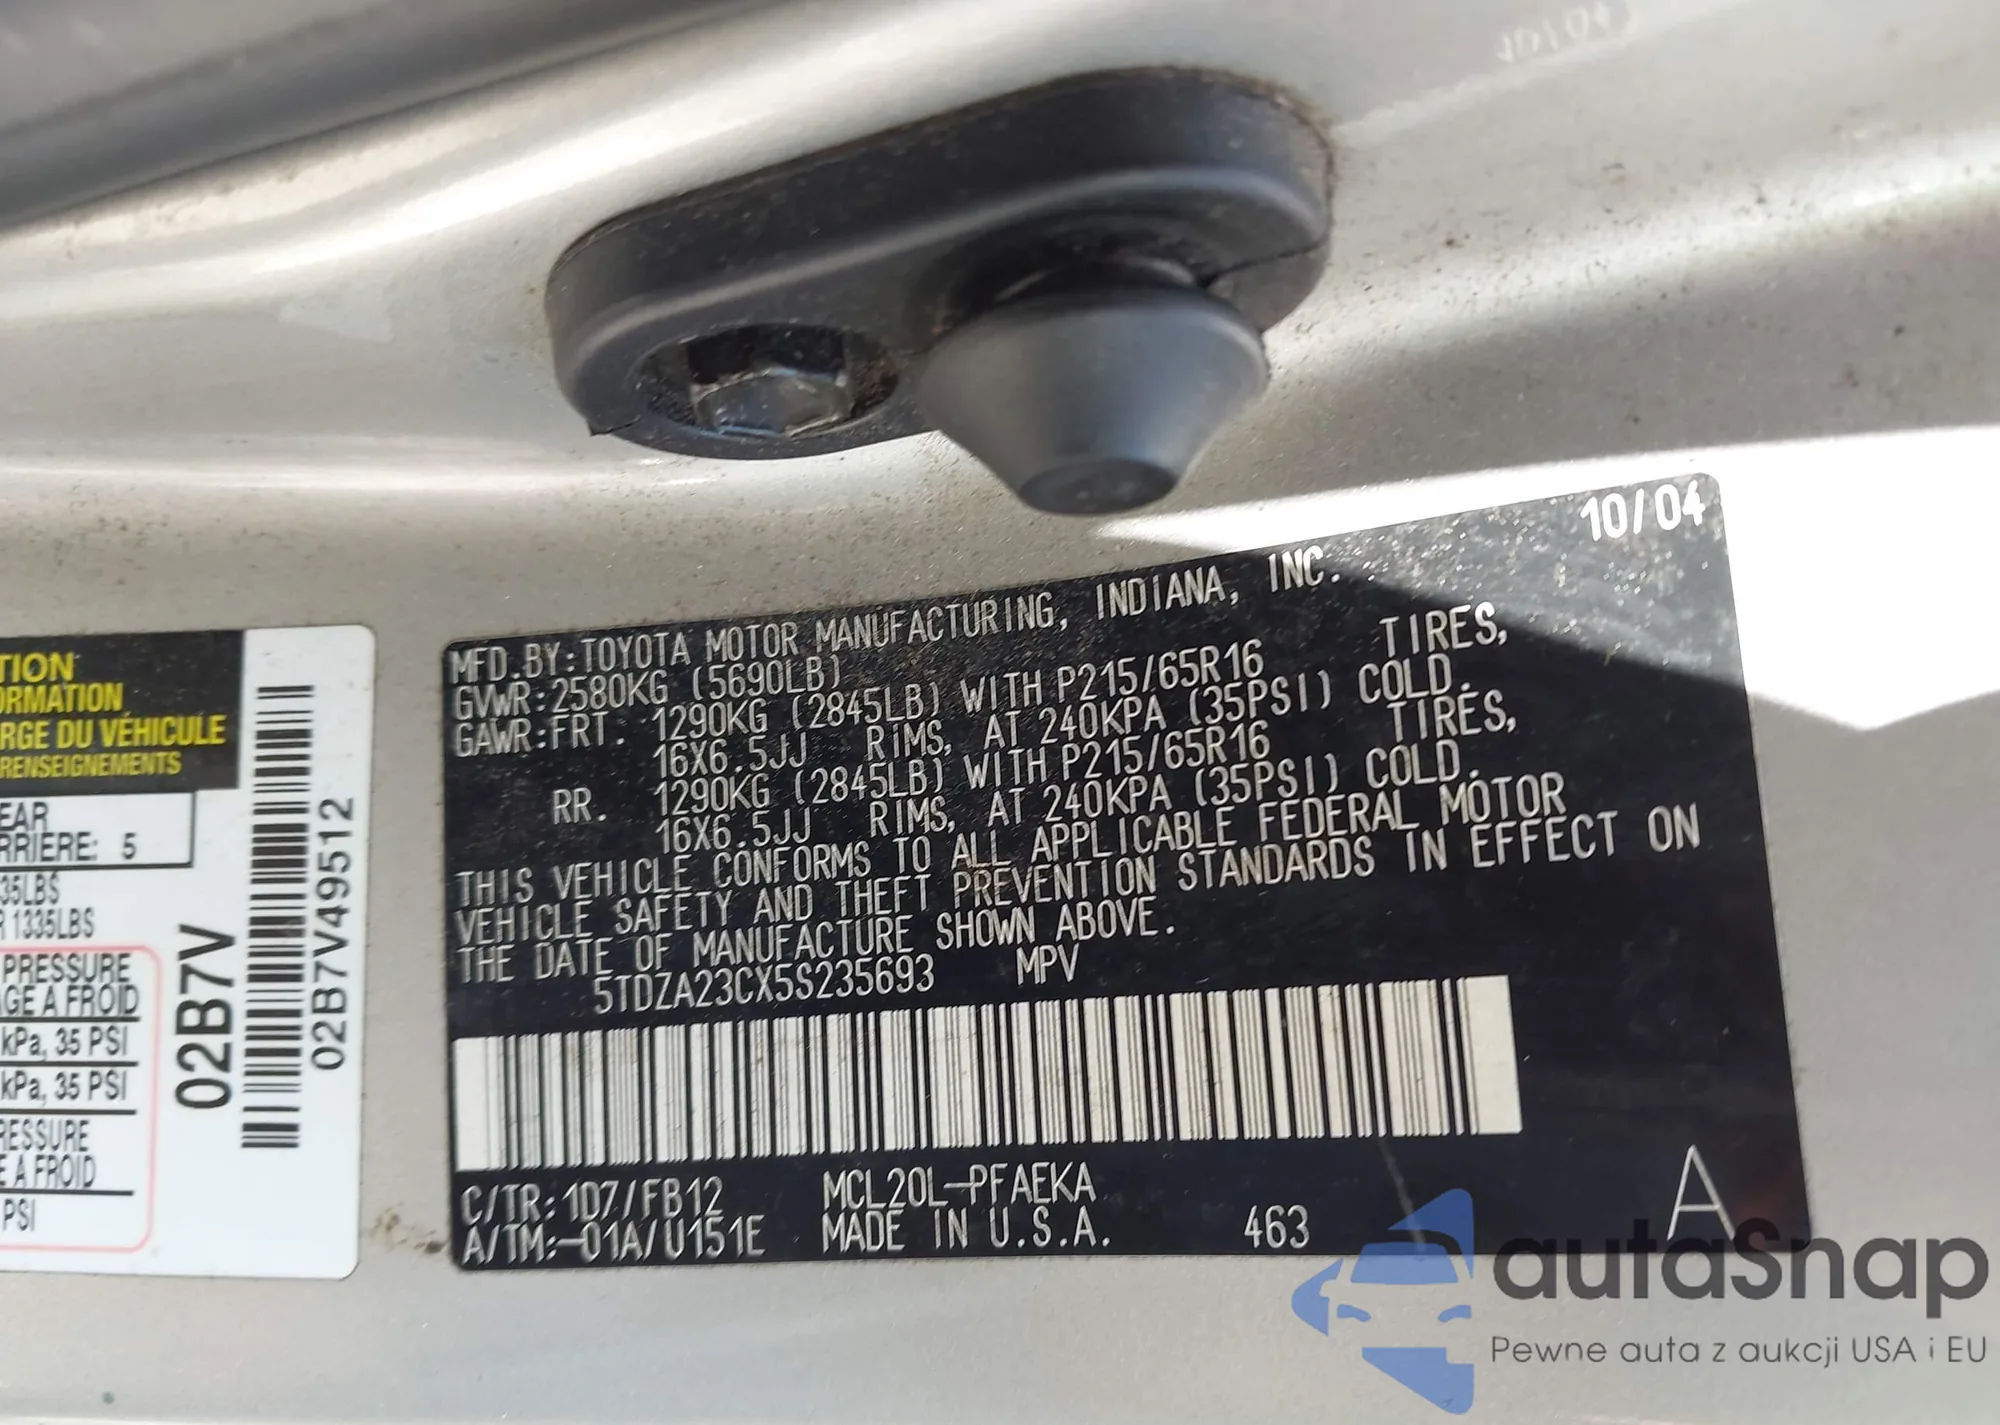 10/04
MFD.BY:TOYOTA MOTOR MANUFACTURING, INDIANA, INC.
GVWR:2580KG (5690LB)
GAWR:FRT. 1290KG (2845LB) WITH P215/65R16 TIRES,
16X6.5JJ RIMS, AT 240KPA (35PSI) COLD.
RR. 1290KG (2845LB) WITH P215/65R16 TIRES,
16X6.5JJ RIMS, AT 240KPA (35PSI) COLD.
THIS VEHICLE CONFORMS TO ALL APPLICABLE FEDERAL MOTOR
VEHICLE SAFETY AND THEFT PREVENTION STANDARDS IN EFFECT ON
THE DATE OF MANUFACTURE SHOWN ABOVE.
5TDZA23CX5S235693 MPV
C/TR:1D7/FB12 MCL20L-PFAEKA
A/TM:-01A/U151E MADE IN U.S.A. 463 A
TION
ORMATION
RGE DU VÉHICULE
RENSEIGNEMENTS
EAR
RRIERE: 5
35LBS
R 1335LBS
PRESSURE
GE A FROID
kPa, 35 PSI
kPa, 35 PSI
RESSURE
E A FROID
PSI
02B7V
02B7V49512
autaSnap
Pewne auta z aukcji USA i EU